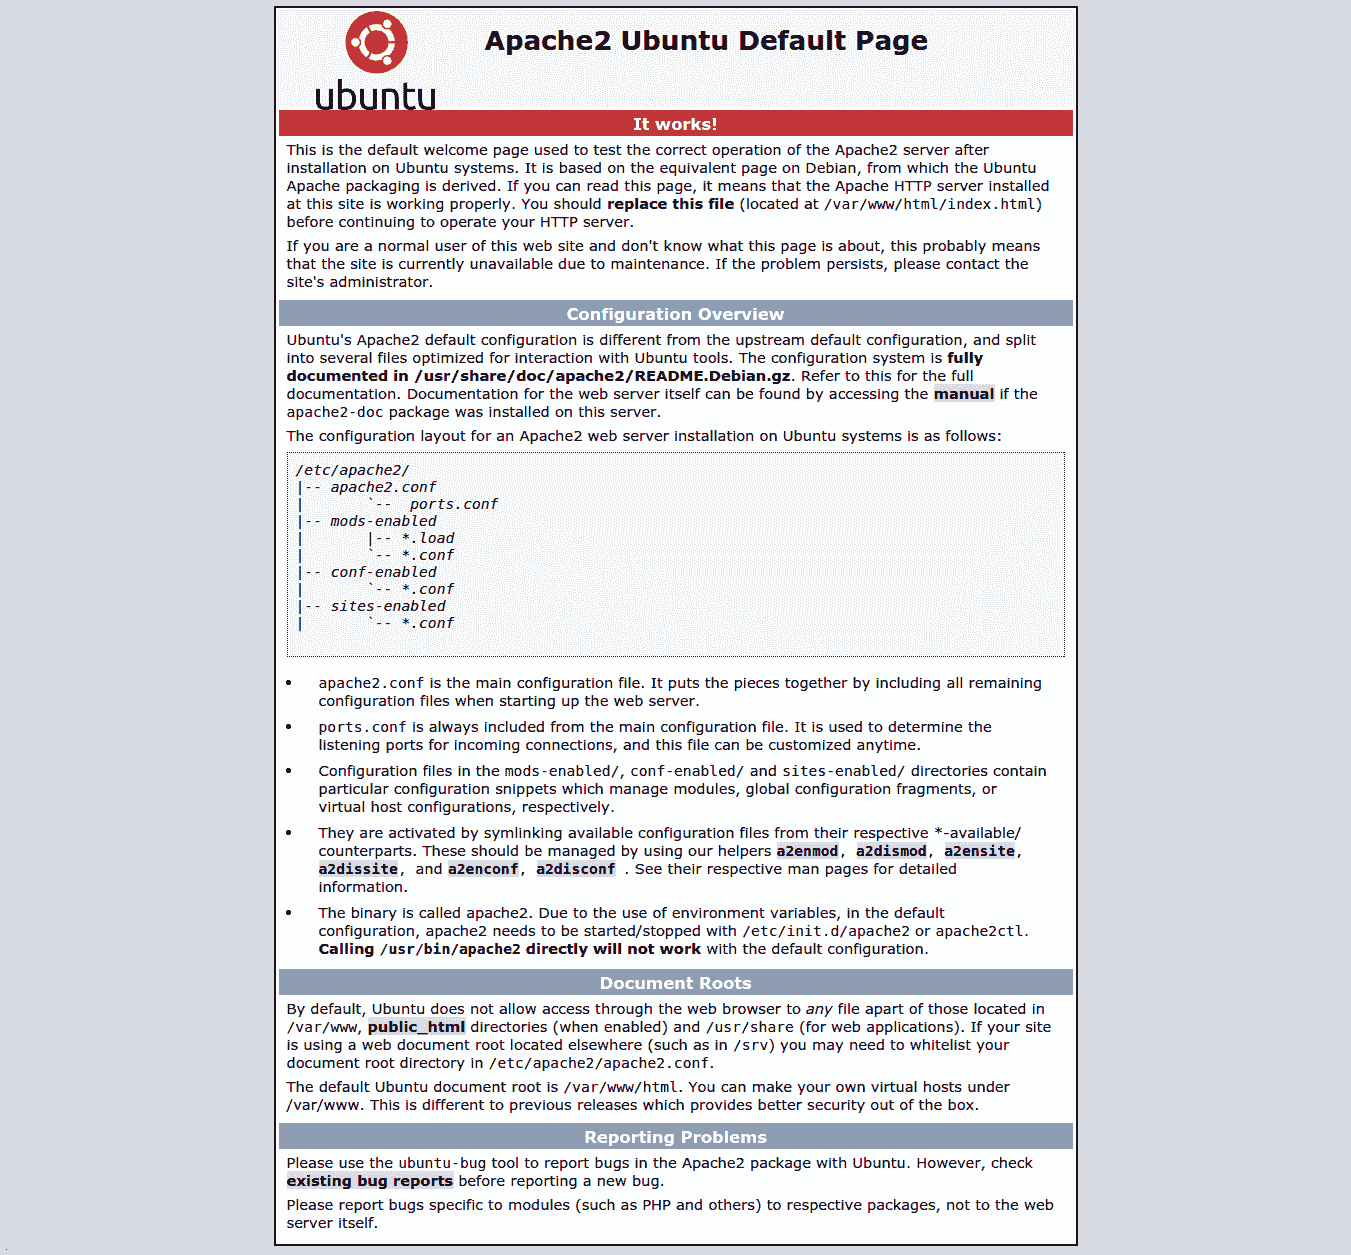 ubuntu
Apache2 Ubuntu Default Page
It works!
This is the default welcome page used to test the correct operation of the Apache2 server after
installation on Ubuntu systems. It is based on the equivalent page on Debian, from which the Ubuntu
Apache packaging is derived. If you can read this page, it means that the Apache HTTP server installed
at this site is working properly. You should replace this file (located at /var/www/html/index.html)
before continuing to operate your HTTP server.
If you are a normal user of this web site and don't know what this page is about, this probably means
that the site is currently unavailable due to maintenance. If the problem persists, please contact the
site's administrator.
Configuration Overview
Ubuntu's Apache2 default configuration is different from the upstream default configuration, and split
into several files optimized for interaction with Ubuntu tools. The configuration system is fully
documented in /usr/share/doc/apache2/README.Debian.gz. Refer to this for the full
documentation. Documentation for the web server itself can be found by accessing the manual if the
apache2-doc package was installed on this server.
The configuration layout for an Apache2 web server installation on Ubuntu systems is as follows:
/etc/apache2/
|-- apache2.conf
|       `--  ports.conf
|-- mods-enabled
|       |-- *.load
|       `-- *.conf
|-- conf-enabled
|       `-- *.conf
|-- sites-enabled
|       `-- *.conf
• apache2.conf is the main configuration file. It puts the pieces together by including all remaining
configuration files when starting up the web server.
• ports.conf is always included from the main configuration file. It is used to determine the
listening ports for incoming connections, and this file can be customized anytime.
• Configuration files in the mods-enabled/, conf-enabled/ and sites-enabled/ directories contain
particular configuration snippets which manage modules, global configuration fragments, or
virtual host configurations, respectively.
• They are activated by symlinking available configuration files from their respective *-available/
counterparts. These should be managed by using our helpers a2enmod, a2dismod, a2ensite,
a2dissite, and a2enconf, a2disconf . See their respective man pages for detailed
information.
• The binary is called apache2. Due to the use of environment variables, in the default
configuration, apache2 needs to be started/stopped with /etc/init.d/apache2 or apache2ctl.
Calling /usr/bin/apache2 directly will not work with the default configuration.
Document Roots
By default, Ubuntu does not allow access through the web browser to any file apart of those located in
/var/www, public_html directories (when enabled) and /usr/share (for web applications). If your site
is using a web document root located elsewhere (such as in /srv) you may need to whitelist your
document root directory in /etc/apache2/apache2.conf.
The default Ubuntu document root is /var/www/html. You can make your own virtual hosts under
/var/www. This is different to previous releases which provides better security out of the box.
Reporting Problems
Please use the ubuntu-bug tool to report bugs in the Apache2 package with Ubuntu. However, check
existing bug reports before reporting a new bug.
Please report bugs specific to modules (such as PHP and others) to respective packages, not to the web
server itself.